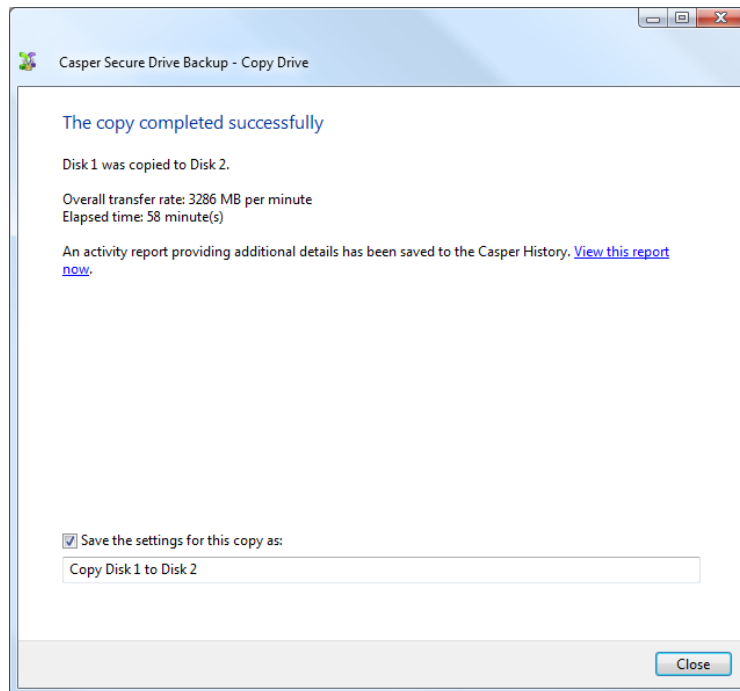 Casper Secure Drive Backup - Copy Drive
The copy completed successfully
Disk 1 was copied to Disk 2.
Overall transfer rate: 3286 MB per minute
Elapsed time: 58 minute(s)
An activity report providing additional details has been saved to the Casper History. View this report
now.
Save the settings for this copy as:
Copy Disk 1 to Disk 2
Close